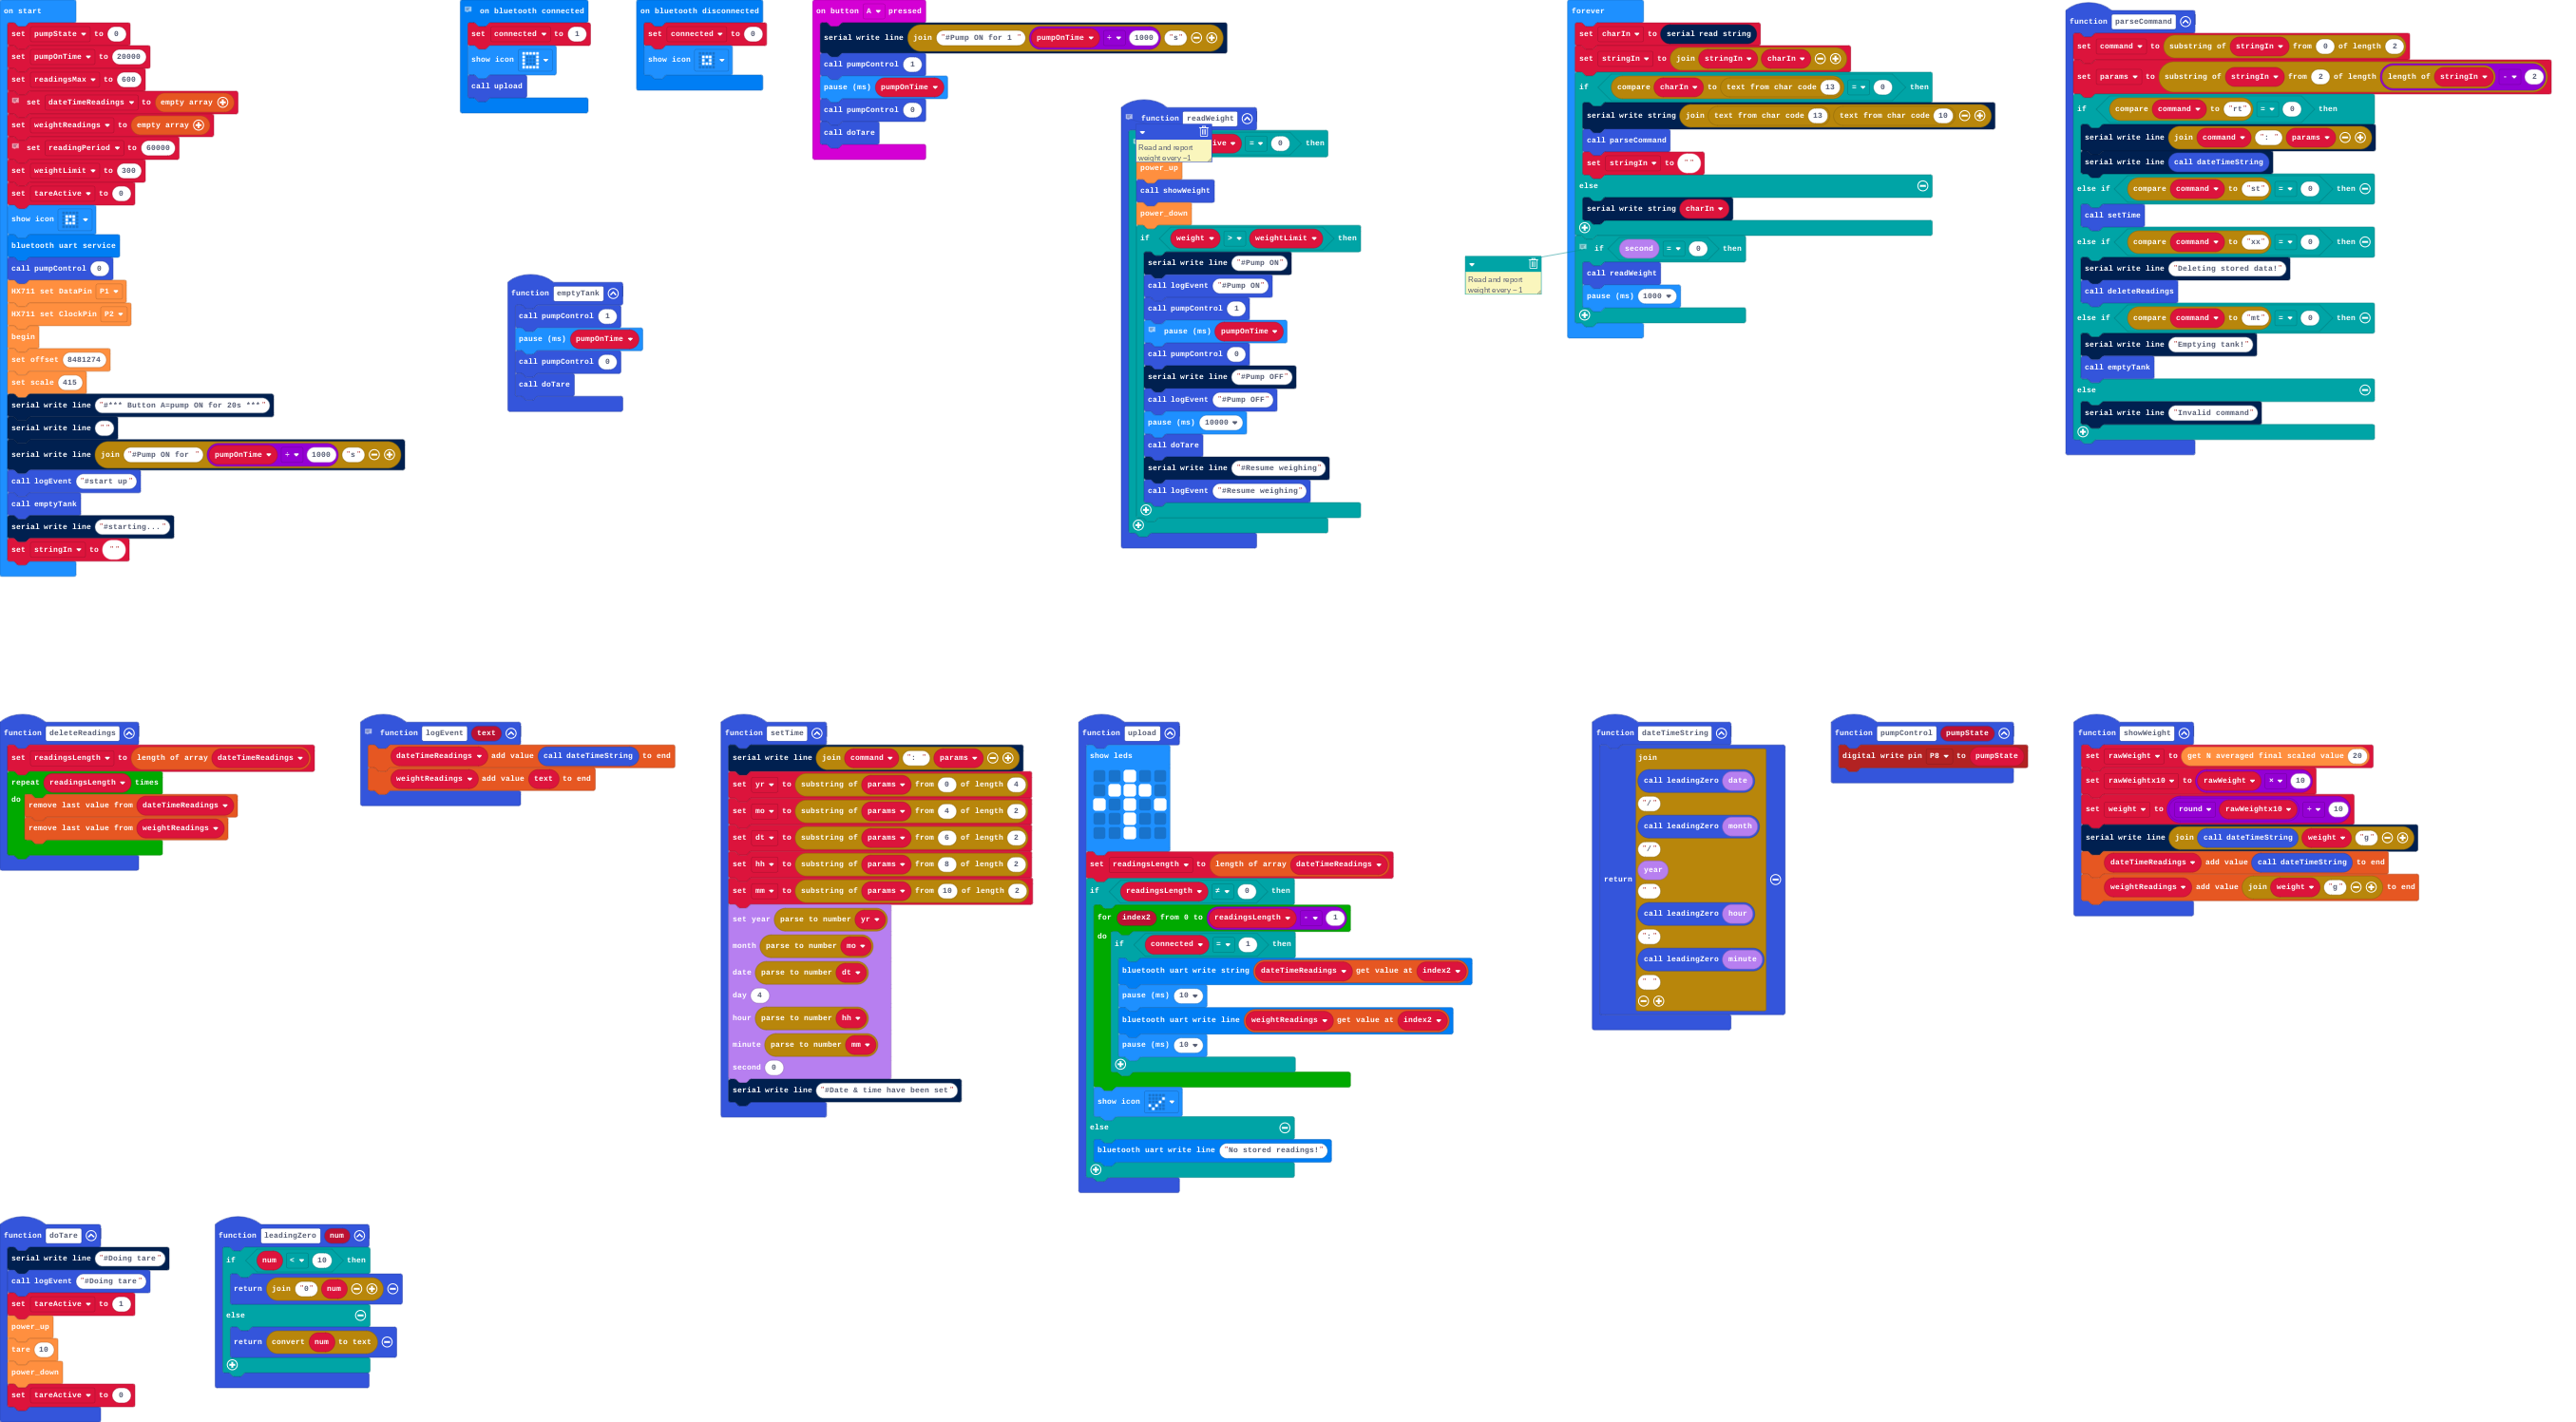 on start
set pumpState to 0
set pumpOnTime to 20000
set readingsMax to 600
set dateTimeReadings to empty array
set weightReadings to empty array
set readingPeriod to 60000
set weightLimit to 300
set tareActive to 0
show icon
bluetooth uart service
call pumpControl 0
HX711 set DataPin P1
HX711 set ClockPin P2
begin
set offset 8481274
set scale 415
serial write line "#*** Button A=pump ON for 20s ***"
serial write line ""
serial write line join "#Pump ON for " pumpOnTime ÷ 1000 "s"
call logEvent "#start up"
call emptyTank
serial write line "#starting..."
set stringIn to ""
on bluetooth connected
set connected to 1
show icon
call upload
on bluetooth disconnected
set connected to 0
show icon
function emptyTank
call pumpControl 1
pause (ms) pumpOnTime
call pumpControl 0
call doTare
on button A pressed
serial write line join "#Pump ON for 1 " pumpOnTime ÷ 1000 "s"
call pumpControl 1
pause (ms) pumpOnTime
call pumpControl 0
call doTare
function readWeight
Read and report
weight every ~1
ive = 0 then
power_up
call showWeight
power_down
if weight > weightLimit then
serial write line "#Pump ON"
call logEvent "#Pump ON"
call pumpControl 1
pause (ms) pumpOnTime
call pumpControl 0
serial write line "#Pump OFF"
call logEvent "#Pump OFF"
pause (ms) 10000
call doTare
serial write line "#Resume weighing"
call logEvent "#Resume weighing"
forever
set charIn to serial read string
set stringIn to join stringIn charIn
if compare charIn to text from char code 13 = 0 then
serial write string join text from char code 13 text from char code 10
call parseCommand
set stringIn to ""
else
serial write string charIn
if second = 0 then
call readWeight
pause (ms) 1000
Read and report
weight every ~ 1
function parseCommand
set command to substring of stringIn from 0 of length 2
set params to substring of stringIn from 2 of length length of stringIn - 2
if compare command to "rt" = 0 then
serial write line join command ": " params
serial write line call dateTimeString
else if compare command to "st" = 0 then
call setTime
else if compare command to "xx" = 0 then
serial write line "Deleting stored data!"
call deleteReadings
else if compare command to "mt" = 0 then
serial write line "Emptying tank!"
call emptyTank
else
serial write line "Invalid command"
function deleteReadings
set readingsLength to length of array dateTimeReadings
repeat readingsLength times
do
remove last value from dateTimeReadings
remove last value from weightReadings
function logEvent text
dateTimeReadings add value call dateTimeString to end
weightReadings add value text to end
function setTime
serial write line join command ": " params
set yr to substring of params from 0 of length 4
set mo to substring of params from 4 of length 2
set dt to substring of params from 6 of length 2
set hh to substring of params from 8 of length 2
set mm to substring of params from 10 of length 2
set year parse to number yr
month parse to number mo
date parse to number dt
day 4
hour parse to number hh
minute parse to number mm
second 0
serial write line "#Date & time have been set"
function upload
show leds
set readingsLength to length of array dateTimeReadings
if readingsLength ≠ 0 then
for index2 from 0 to readingsLength - 1
do
if connected = 1 then
bluetooth uart write string dateTimeReadings get value at index2
pause (ms) 10
bluetooth uart write line weightReadings get value at index2
pause (ms) 10
show icon
else
bluetooth uart write line "No stored readings!"
function dateTimeString
join
call leadingZero date
"/"
call leadingZero month
"/"
return
year
" "
call leadingZero hour
":"
call leadingZero minute
" "
function pumpControl pumpState
digital write pin P8 to pumpState
function showWeight
set rawWeight to get N averaged final scaled value 20
set rawWeightx10 to rawWeight × 10
set weight to round rawWeightx10 ÷ 10
serial write line join call dateTimeString weight "g"
dateTimeReadings add value call dateTimeString to end
weightReadings add value join weight "g" to end
function doTare
serial write line "#Doing tare"
call logEvent "#Doing tare"
set tareActive to 1
power_up
tare 10
power_down
set tareActive to 0
function leadingZero num
if num < 10 then
return join "0" num
else
return convert num to text